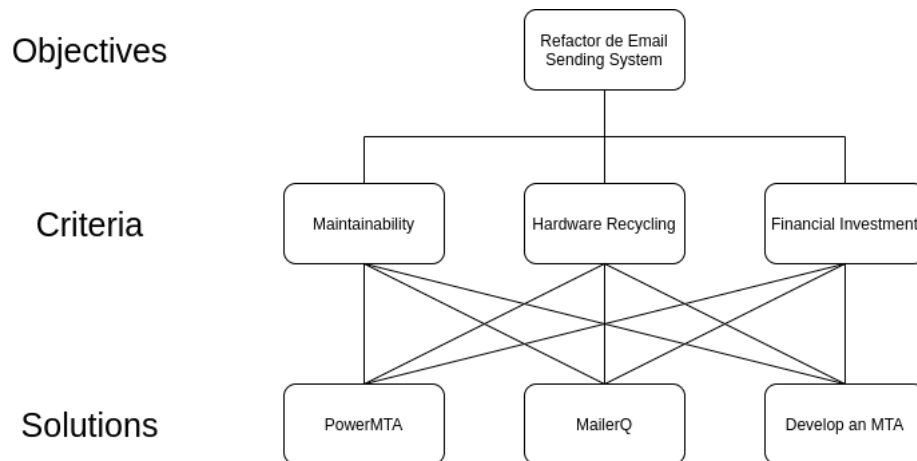 Objectives
Refactor de Email
Sending System
Criteria
Maintainability
Hardware Recycling
Financial Investment
Solutions
PowerMTA
MailerQ
Develop an MTA